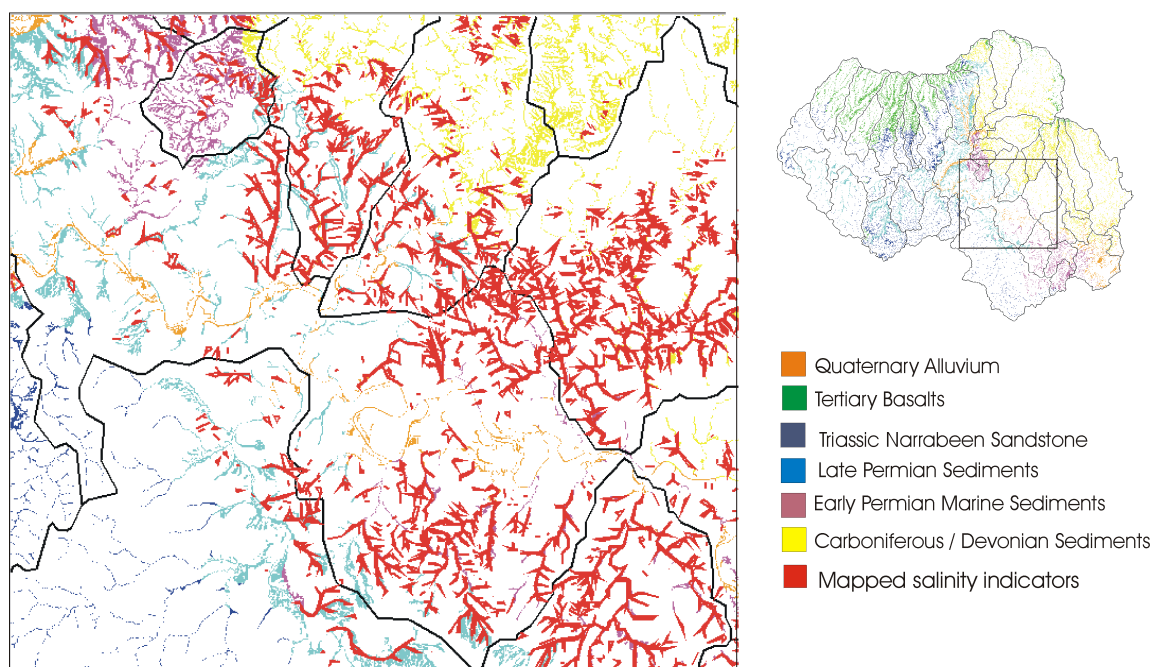 Quaternary Alluvium
Tertiary Basalts
Triassic Narrabeen Sandstone
Late Permian Sediments
Early Permian Marine Sediments
Carboniferous / Devonian Sediments
Mapped salinity indicators